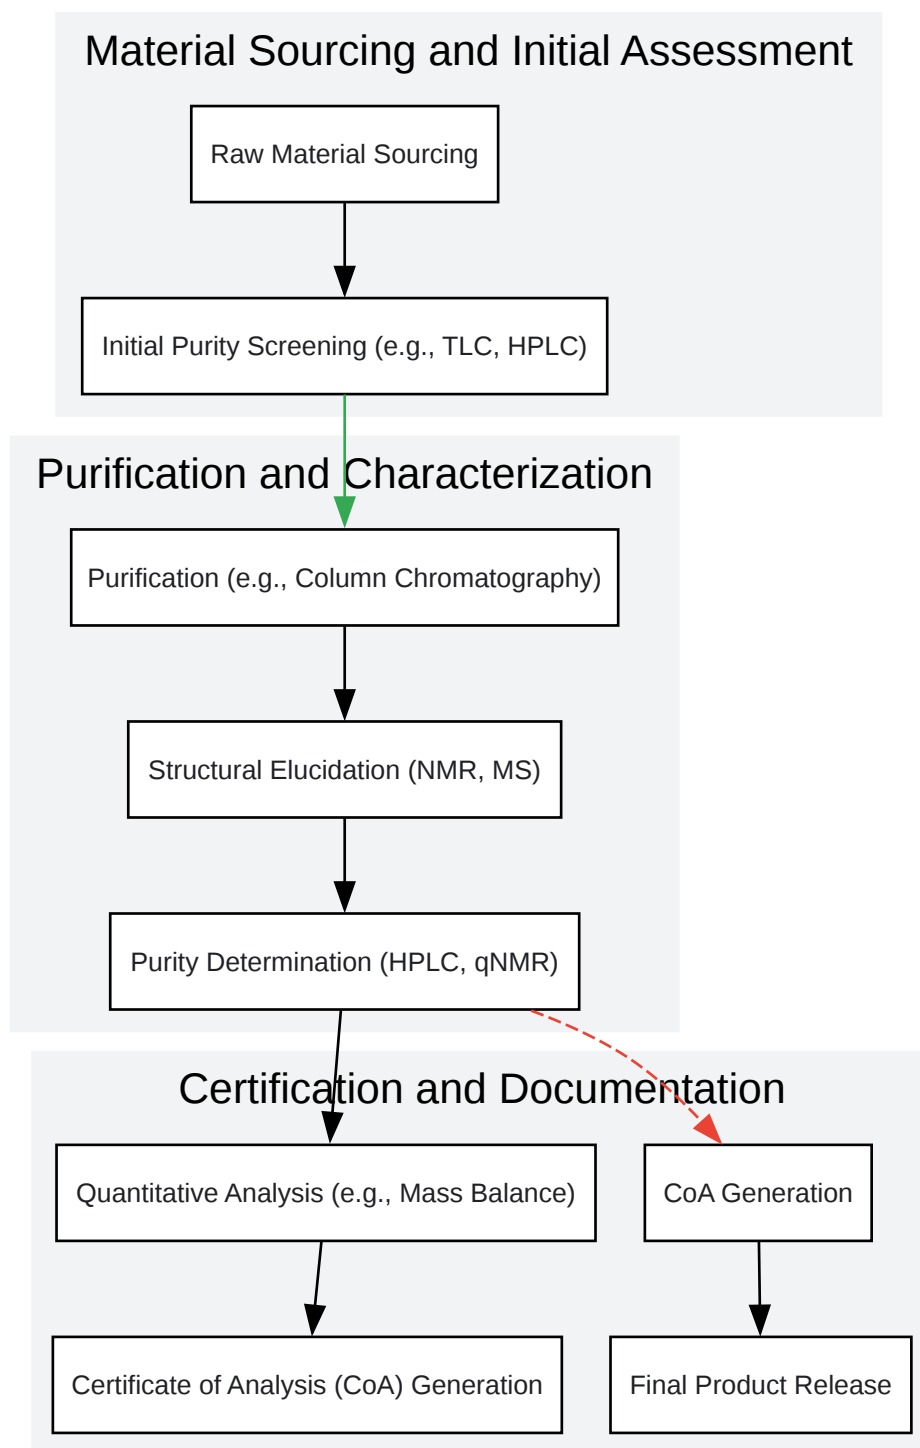 Material Sourcing and Initial Assessment
Raw Material Sourcing
Initial Purity Screening (e.g., TLC, HPLC)
Purification and Characterization
Purification (e.g., Column Chromatography)
Structural Elucidation (NMR, MS)
Purity Determination (HPLC, qNMR)
Certification and Documentation
Quantitative Analysis (e.g., Mass Balance)
CoA Generation
Certificate of Analysis (CoA) Generation
Final Product Release